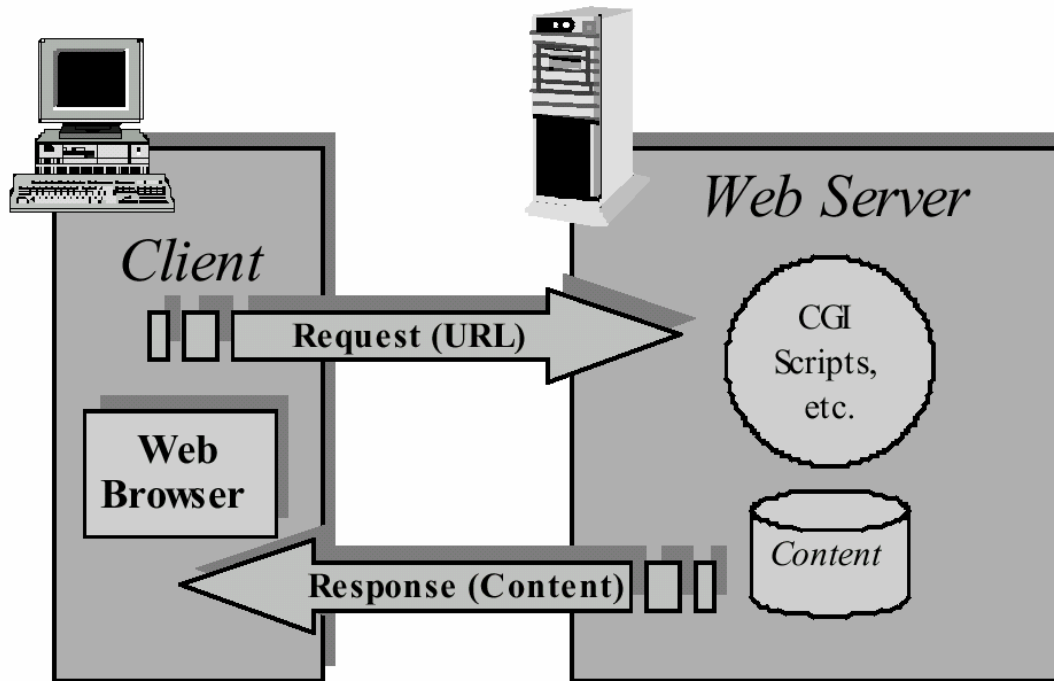 Web Server
Client
Request (URL)
CGI
Scripts,
etc.
Web
Browser
Content
Response (Content)